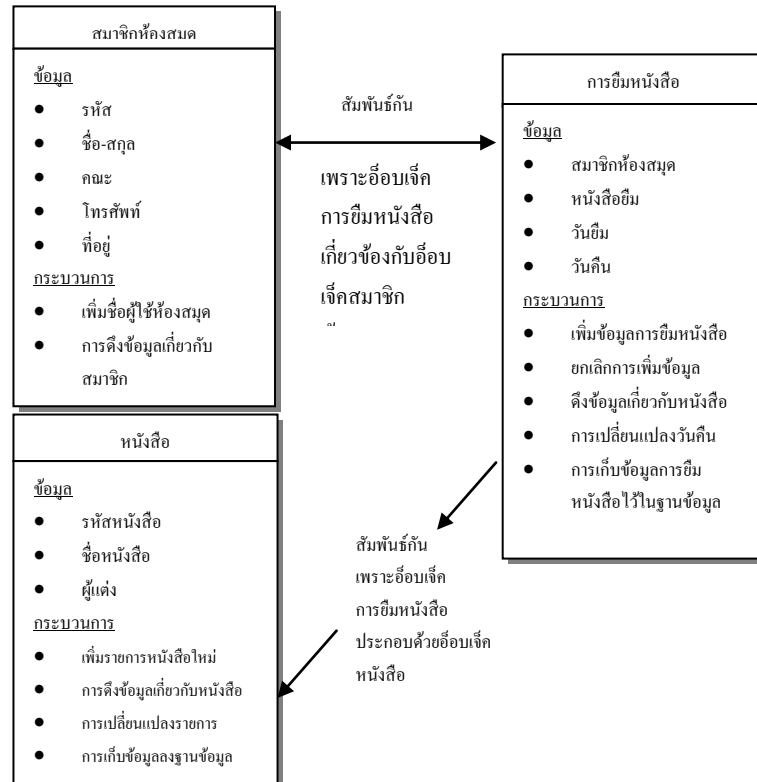 สมาชิกห้องสมด
ข้อมูล
● รหัส
● ชื่อ-สกุล
● คณะ
● โทรศัพท์
● ที่อยู่
กระบวนการ
● เพิ่มชื่อผู้ใช้ห้องสมุด
● การดึงข้อมูลเกี่ยวกับ
สมาชิก
สัมพันธ์กัน
เพราะอ็อบเจ็ค
การยืมหนังสือ
เกี่ยวข้องกับอ็อบ
เจ็คสมาชิก
การยืมหนังสือ
ข้อมูล
● สมาชิกห้องสมุด
● หนังสือยืม
● วันยืม
● วันคืน
กระบวนการ
● เพิ่มข้อมูลการยืมหนังสือ
● ยกเลิกการเพิ่มข้อมูล
● ดึงข้อมูลเกี่ยวกับหนังสือ
● การเปลี่ยนแปลงวันคืน
● การเก็บข้อมูลการยืม
หนังสือไว้ในฐานข้อมูล
หนังสือ
ข้อมูล
● รหัสหนังสือ
● ชื่อหนังสือ
● ผู้แต่ง
กระบวนการ
● เพิ่มรายการหนังสือใหม่
● การดึงข้อมูลเกี่ยวกับหนังสือ
● การเปลี่ยนแปลงรายการ
● การเก็บข้อมูลลงฐานข้อมูล
สัมพันธ์กัน
เพราะอ็อบเจ็ค
การยืมหนังสือ
ประกอบด้วยอ็อบเจ็ค
หนังสือ